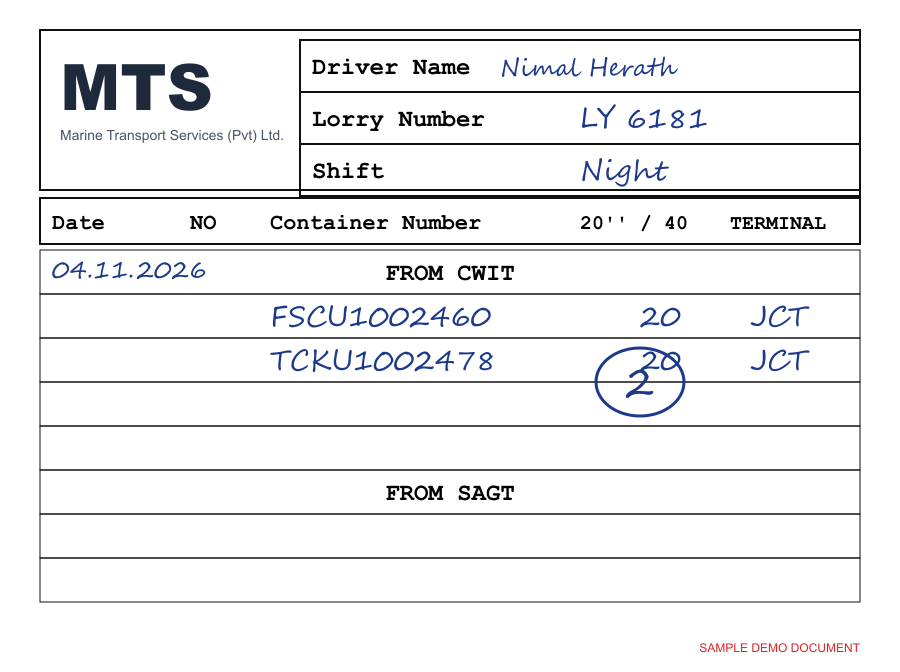 MTS
Marine Transport Services (Pvt) Ltd.
Driver Name Nimal Herath
Lorry Number LY 6181
Shift Night
Date NO Container Number 20'' / 40 TERMINAL
04.11.2026 FROM CWIT
FSCU1002460 20 JCT
TCKU1002478 20 JCT
2
FROM SAGT
SAMPLE DEMO DOCUMENT